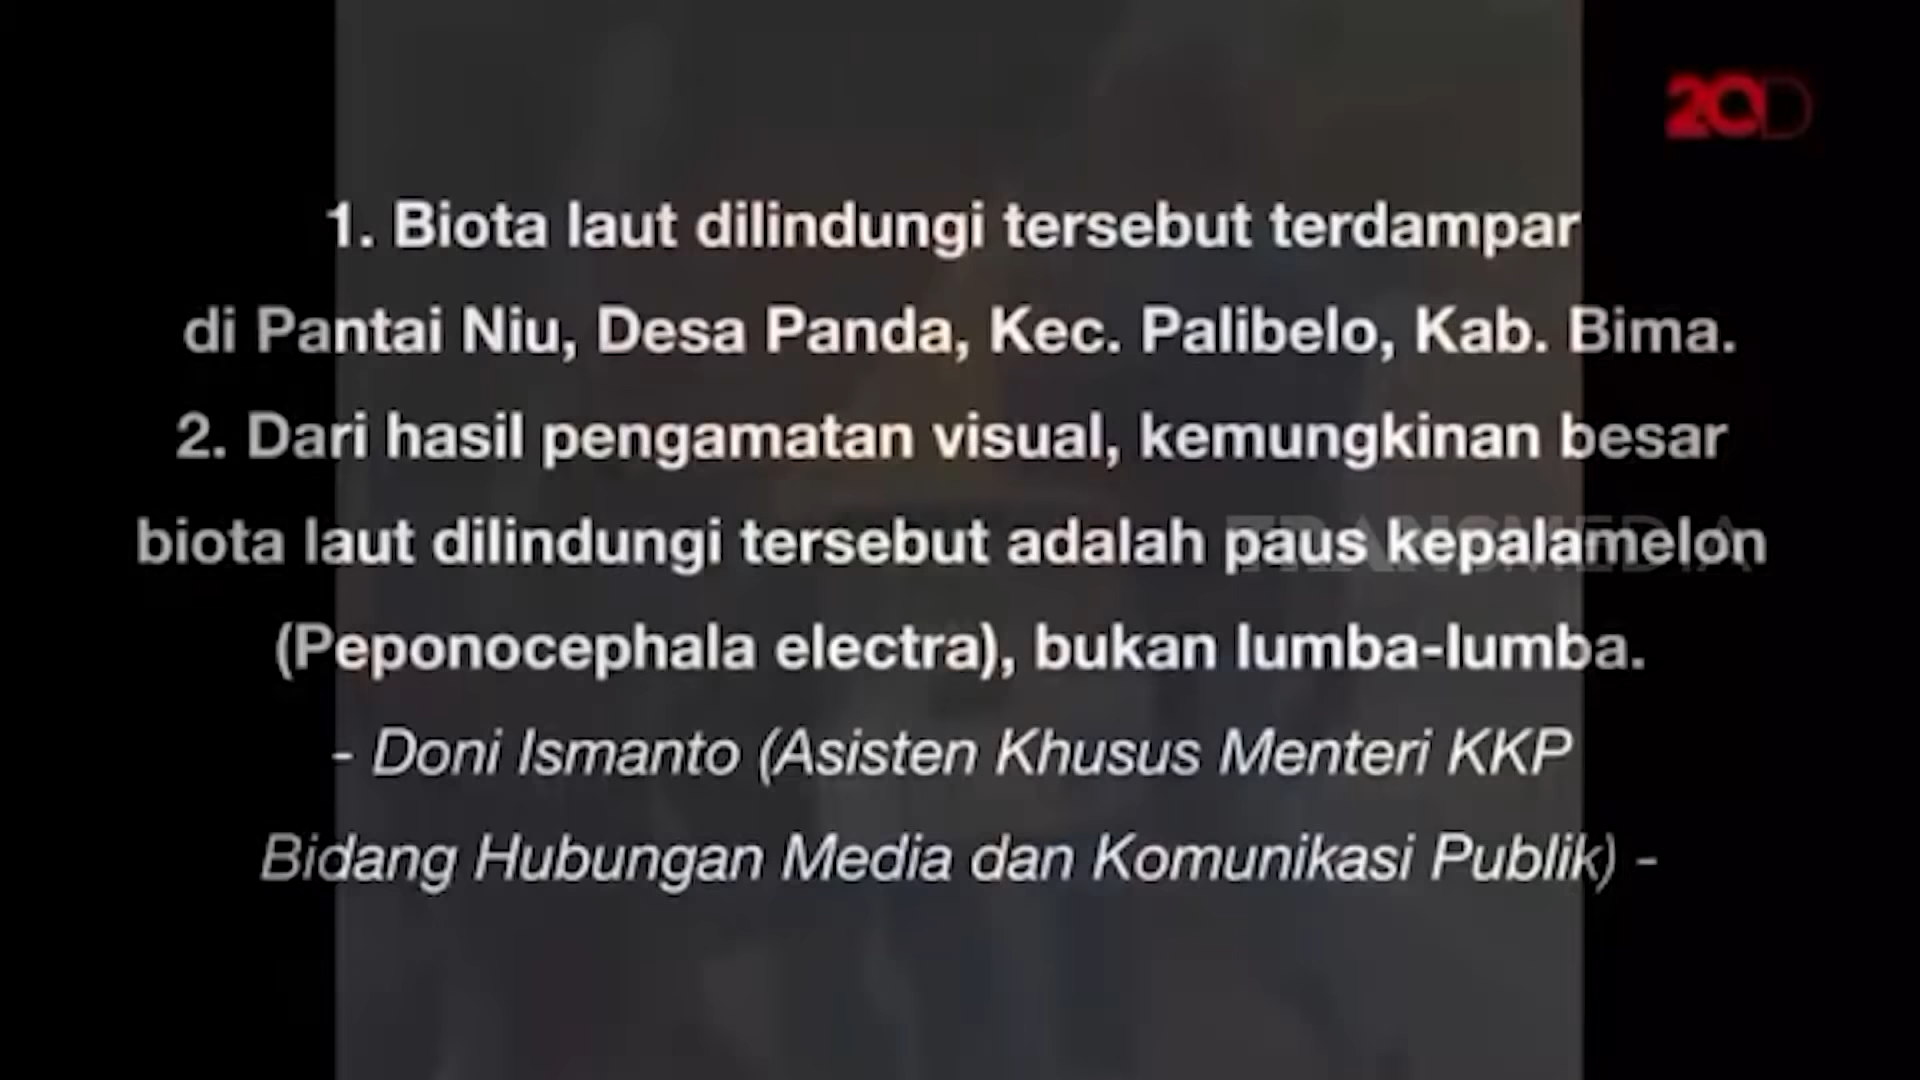 20D
1. Biota laut dilindungi tersebut terdampar
di Pantai Niu, Desa Panda, Kec. Palibelo, Kab. Bima.
2. Dari hasil pengamatan visual, kemungkinan besar
biota laut dilindungi tersebut adalah paus kepalamelon
TRANSMEDIA
(Peponocephala electra), bukan lumba-lumba.
- Doni Ismanto (Asisten Khusus Menteri KKP
Bidang Hubungan Media dan Komunikasi Publik) -